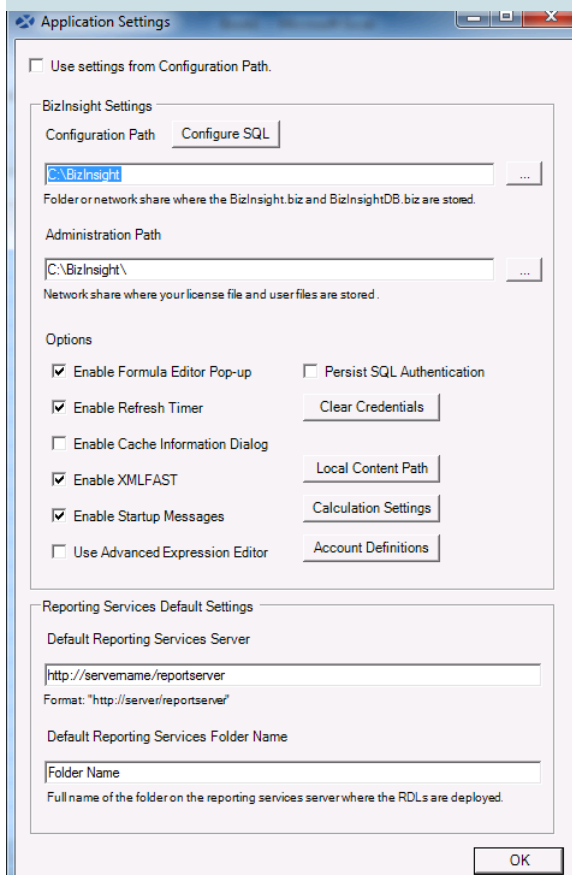 Application Settings
Use settings from Configuration Path.
BizInsight Settings
Configuration Path
Configure SQL
C:\BizInsight
...
Folder or network share where the BizInsight.biz and BizInsightDB.biz are stored.
Administration Path
C:\BizInsight\
...
Network share where your license file and user files are stored .
Options
Enable Formula Editor Pop-up
Persist SQL Authentication
Enable Refresh Timer
Clear Credentials
Enable Cache Information Dialog
Local Content Path
Enable XMLFAST
Calculation Settings
Enable Startup Messages
Account Definitions
Use Advanced Expression Editor
Reporting Services Default Settings
Default Reporting Services Server
http://servername/reportserver
Format: "http://server/reportserver"
Default Reporting Services Folder Name
Folder Name
Full name of the folder on the reporting services server where the RDLs are deployed.
OK